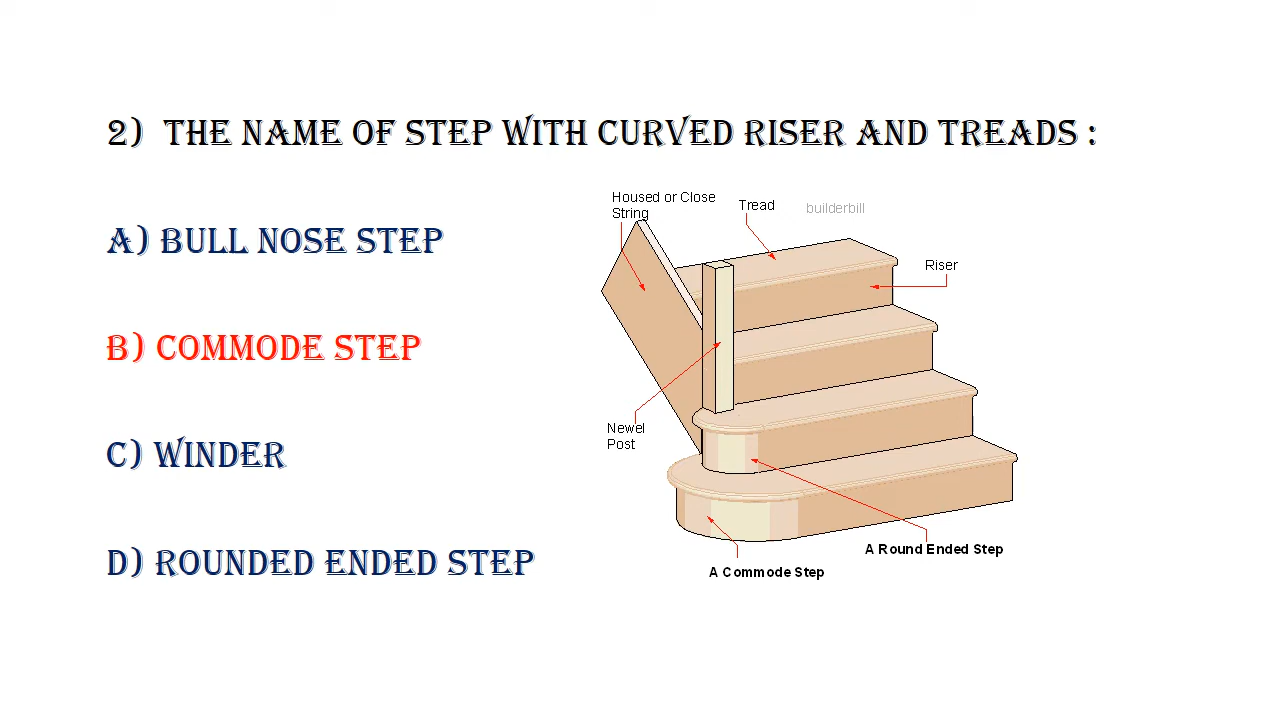 2) THE NAME OF STEP WITH CURVED RISER AND TREADS :
A) BULL NOSE STEP
B) COMMODE STEP
C) WINDER
D) ROUNDED ENDED STEP
Housed or Close
String
Tread
builderbill
Riser
Newel
Post
A Round Ended Step
A Commode Step